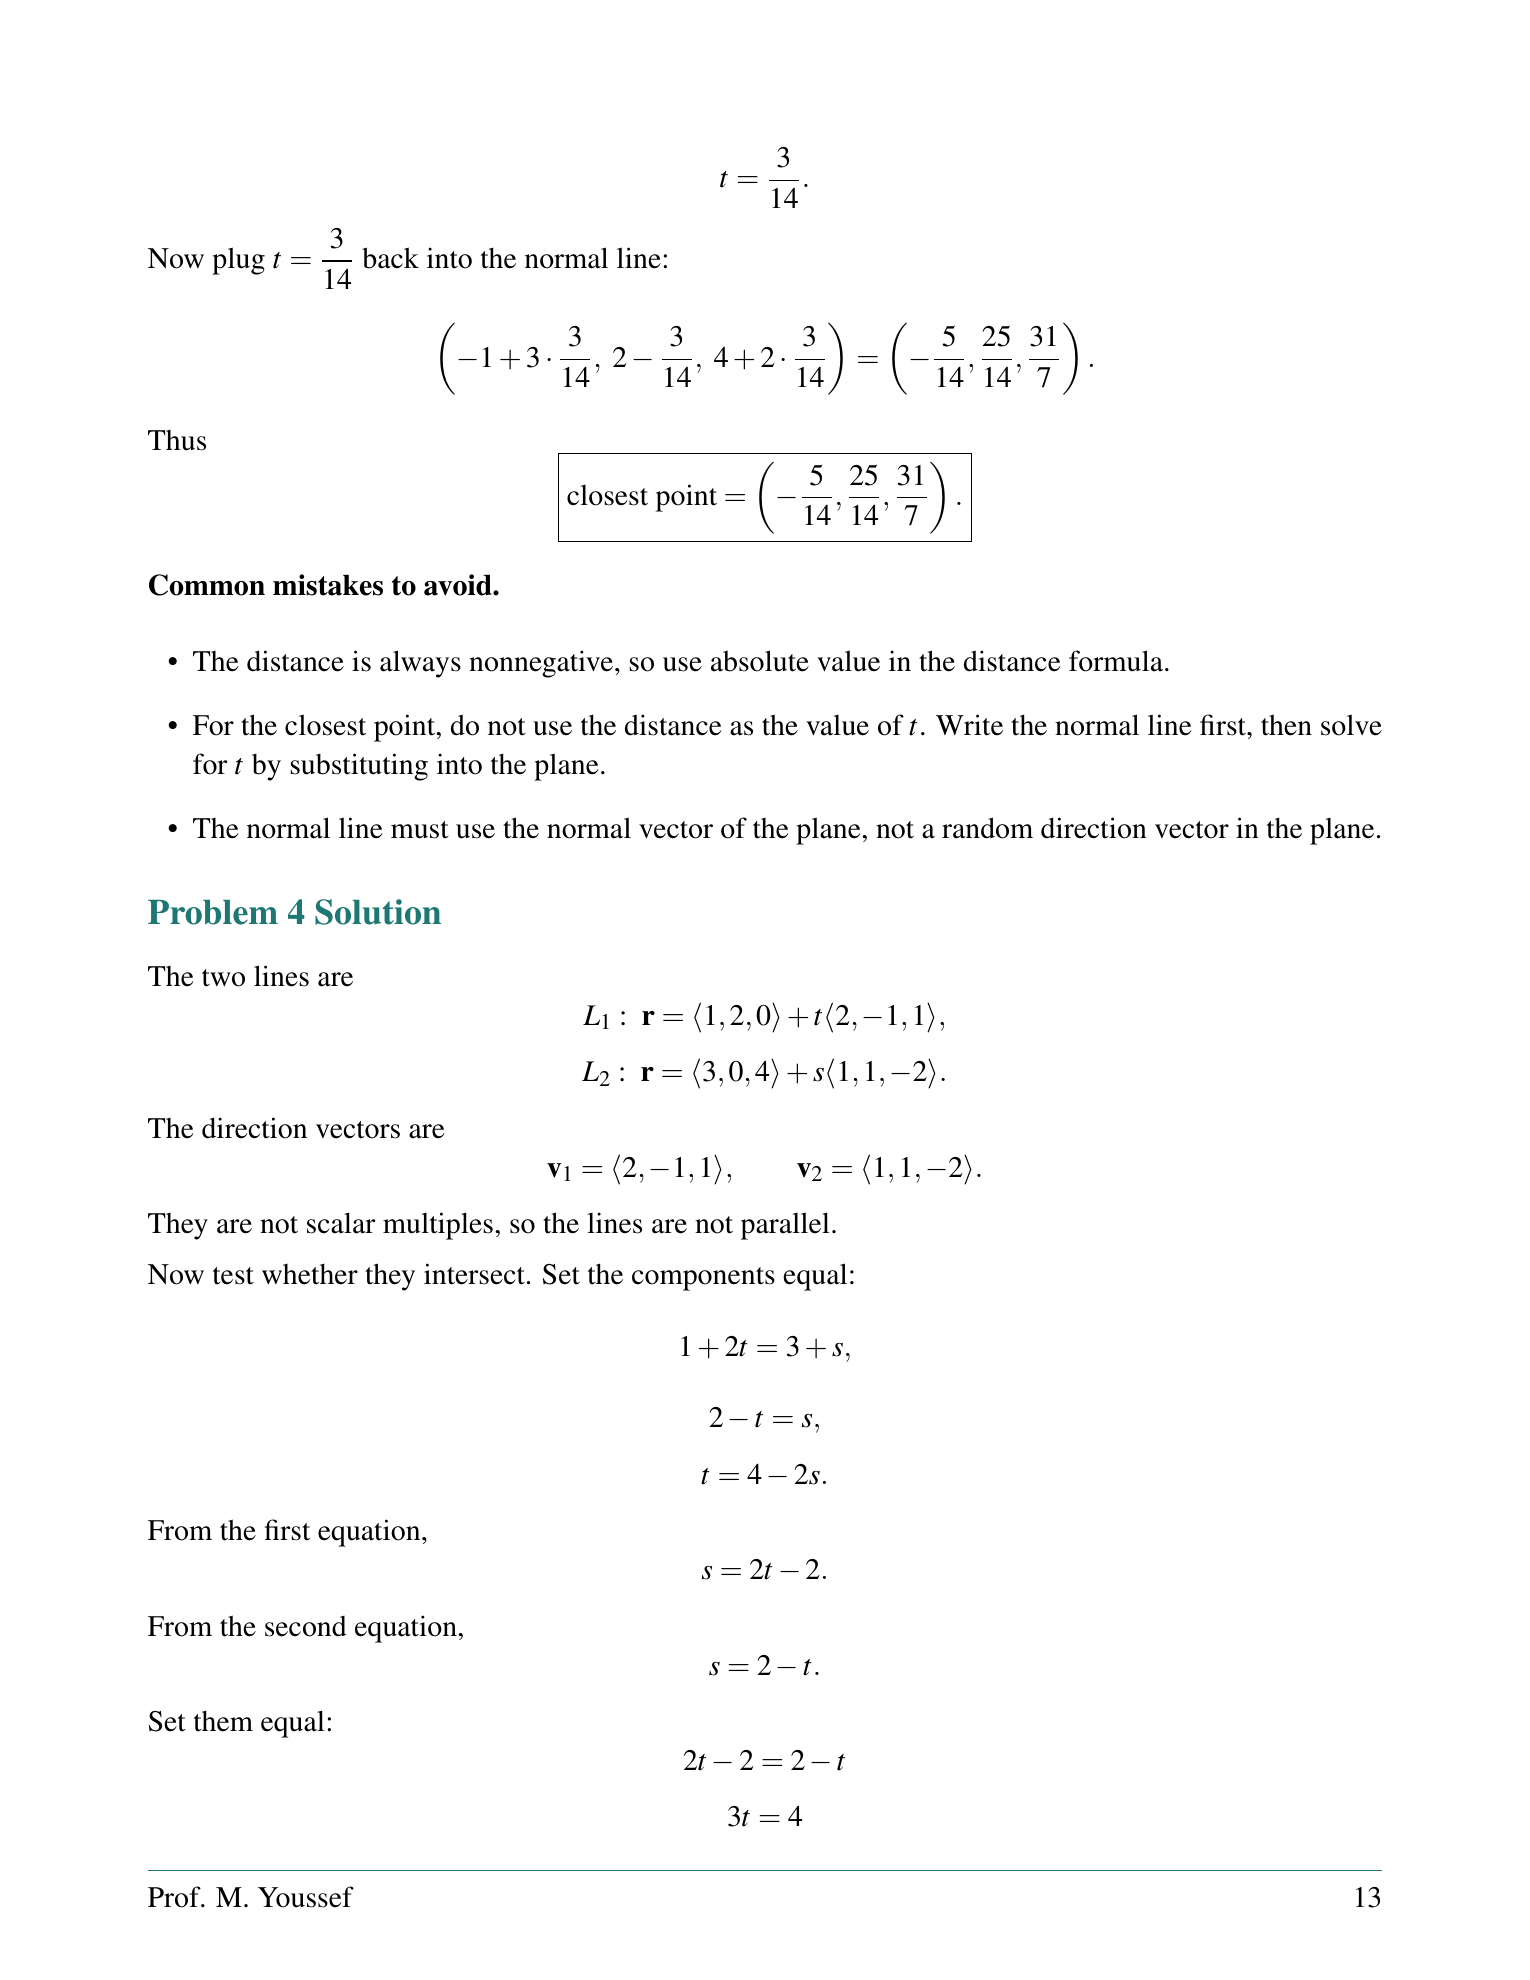 t = 3/14.
Now plug t = 3/14 back into the normal line:
(−1 + 3 · 3/14, 2 − 3/14, 4 + 2 · 3/14) = (−5/14, 25/14, 31/7).
Thus
closest point = (−5/14, 25/14, 31/7).
Common mistakes to avoid.
• The distance is always nonnegative, so use absolute value in the distance formula.
• For the closest point, do not use the distance as the value of t. Write the normal line first, then solve
for t by substituting into the plane.
• The normal line must use the normal vector of the plane, not a random direction vector in the plane.
Problem 4 Solution
The two lines are
L₁ : r = ⟨1,2,0⟩ + t⟨2,−1,1⟩,
L₂ : r = ⟨3,0,4⟩ + s⟨1,1,−2⟩.
The direction vectors are
v₁ = ⟨2,−1,1⟩, v₂ = ⟨1,1,−2⟩.
They are not scalar multiples, so the lines are not parallel.
Now test whether they intersect. Set the components equal:
1 + 2t = 3 + s,
2 − t = s,
t = 4 − 2s.
From the first equation,
s = 2t − 2.
From the second equation,
s = 2 − t.
Set them equal:
2t − 2 = 2 − t
3t = 4
Prof. M. Youssef 13